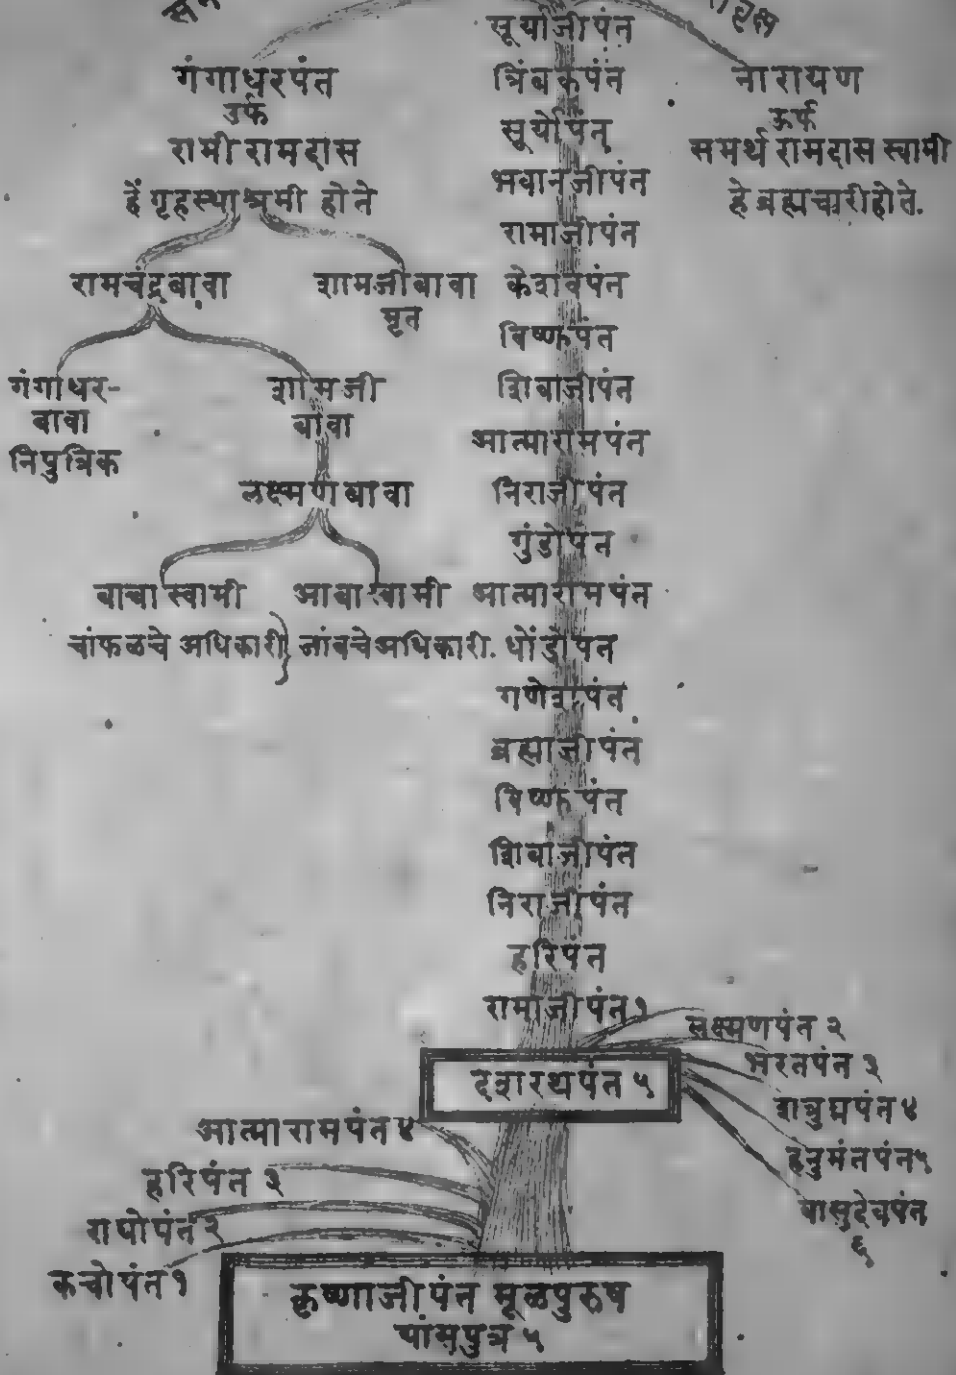 सूर्याजीपंत
गंगाधरपंत
उर्फ
रामी रामदास
हें गृहस्थाश्रमी होते
त्रिंबकपंत
सूर्योपंत
भवानजीपंत
रामाजीपंत
केशवपंत
विष्णुपंत
शिवाजीपंत
आत्मारामपंत
निराजीपंत
गुंडोपंत
आत्मारामपंत
धोंडोपंत
गणेशपंत
ब्रह्माजीपंत
विष्णुपंत
शिवाजीपंत
निराजीपंत
हरिपंत
रामाजीपंत १
नारायण
ऊर्फ
समर्थ रामदास स्वामी
हे ब्रह्मचारी होते.
रामचंद्रबावा
शामजीबावा
मृत
गंगाधर-
बावा
निपुत्रिक
शामजी
बावा
लक्ष्मणबावा
बाबा स्वामी
आबा स्वामी
चांफळचे अधिकारी
जांबचे अधिकारी.
लक्ष्मणपंत २
भरतपंत ३
शत्रुघ्नपंत ४
हनुमंतपंत ५
वासुदेवपंत
६
दशरथपंत ५
आत्मारामपंत ४
हरिपंत ३
राघोपंत २
कचोपंत १
कृष्णाजीपंत मूळपुरुष
यांसपुत्र ५